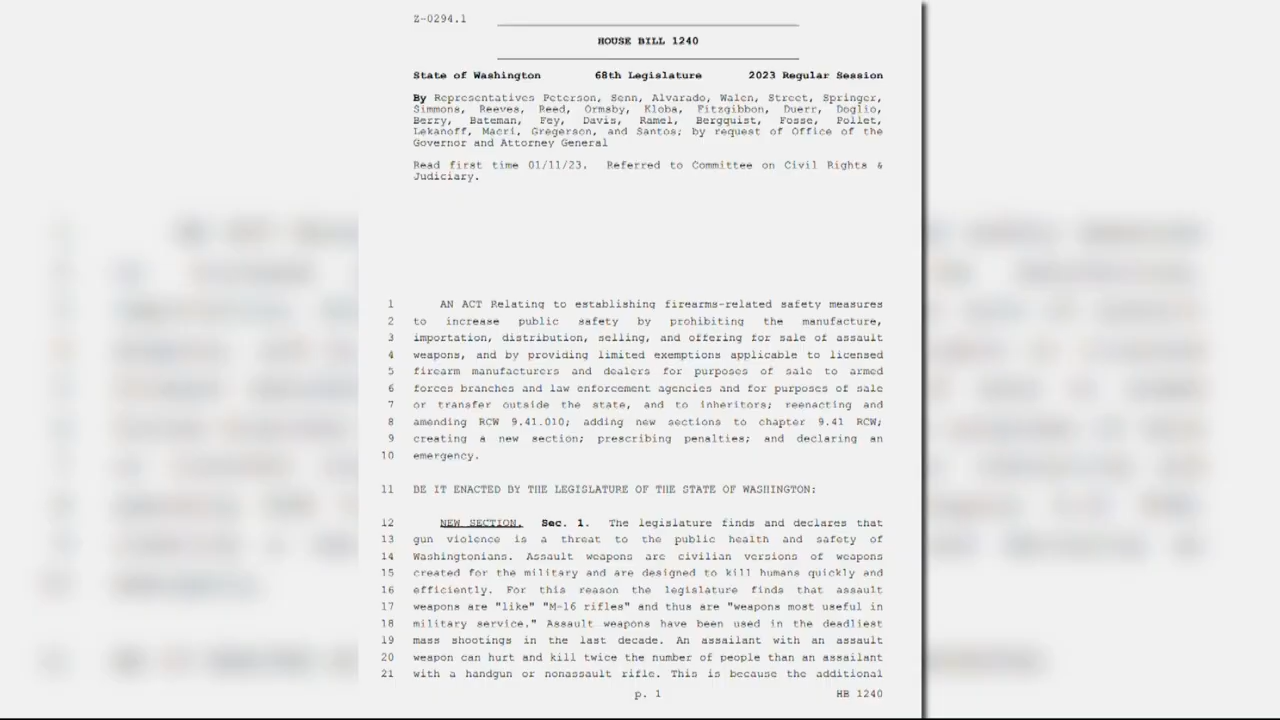 Z-0294.1
HOUSE BILL 1240
State of Washington 68th Legislature 2023 Regular Session
By Representatives Peterson, Senn, Alvarado, Walen, Street, Springer,
Simmons, Reeves, Reed, Ormsby, Kloba, Fitzgibbon, Duerr, Doglio,
Berry, Bateman, Fey, Davis, Ramel, Bergquist, Fosse, Pollet,
Lekanoff, Macri, Gregerson, and Santos; by request of Office of the
Governor and Attorney General
Read first time 01/11/23. Referred to Committee on Civil Rights &
Judiciary.
1 AN ACT Relating to establishing firearms-related safety measures
2 to increase public safety by prohibiting the manufacture,
3 importation, distribution, selling, and offering for sale of assault
4 weapons, and by providing limited exemptions applicable to licensed
5 firearm manufacturers and dealers for purposes of sale to armed
6 forces branches and law enforcement agencies and for purposes of sale
7 or transfer outside the state, and to inheritors; reenacting and
8 amending RCW 9.41.010; adding new sections to chapter 9.41 RCW;
9 creating a new section; prescribing penalties; and declaring an
10 emergency.
11 BE IT ENACTED BY THE LEGISLATURE OF THE STATE OF WASHINGTON:
12 NEW SECTION. Sec. 1. The legislature finds and declares that
13 gun violence is a threat to the public health and safety of
14 Washingtonians. Assault weapons are civilian versions of weapons
15 created for the military and are designed to kill humans quickly and
16 efficiently. For this reason the legislature finds that assault
17 weapons are "like" "M-16 rifles" and thus are "weapons most useful in
18 military service." Assault weapons have been used in the deadliest
19 mass shootings in the last decade. An assailant with an assault
20 weapon can hurt and kill twice the number of people than an assailant
21 with a handgun or nonassault rifle. This is because the additional
p. 1 HB 1240